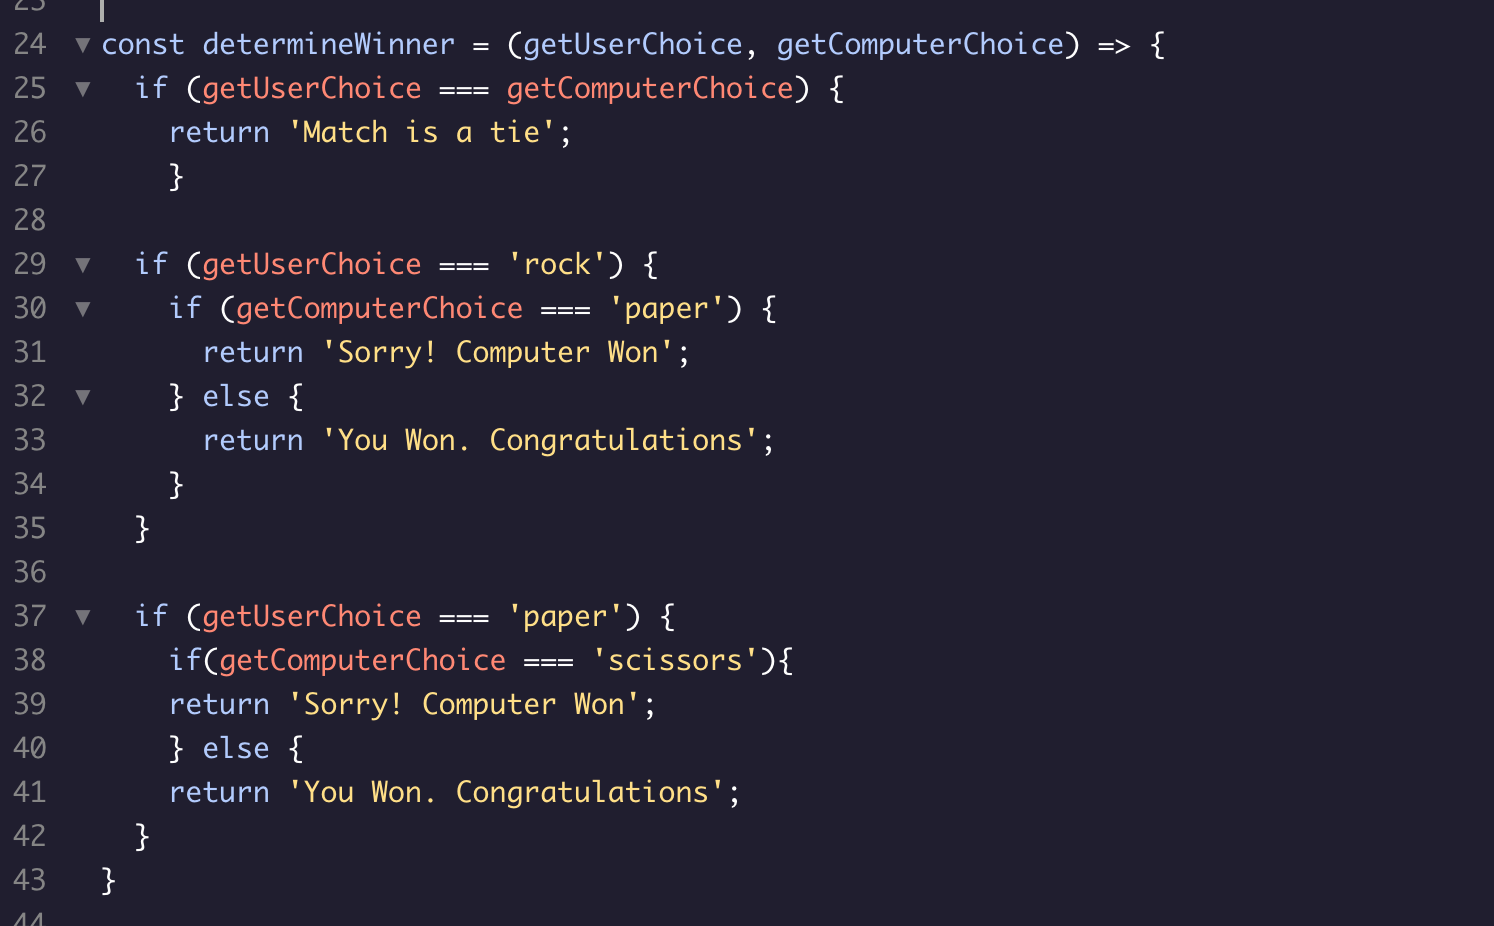 23
24 ▼ const determineWinner = (getUserChoice, getComputerChoice) => {
25 ▼   if (getUserChoice === getComputerChoice) {
26     return 'Match is a tie';
27     }
28
29 ▼   if (getUserChoice === 'rock') {
30 ▼     if (getComputerChoice === 'paper') {
31       return 'Sorry! Computer Won';
32 ▼     } else {
33       return 'You Won. Congratulations';
34     }
35   }
36
37 ▼   if (getUserChoice === 'paper') {
38     if(getComputerChoice === 'scissors'){
39     return 'Sorry! Computer Won';
40     } else {
41     return 'You Won. Congratulations';
42   }
43 }
44